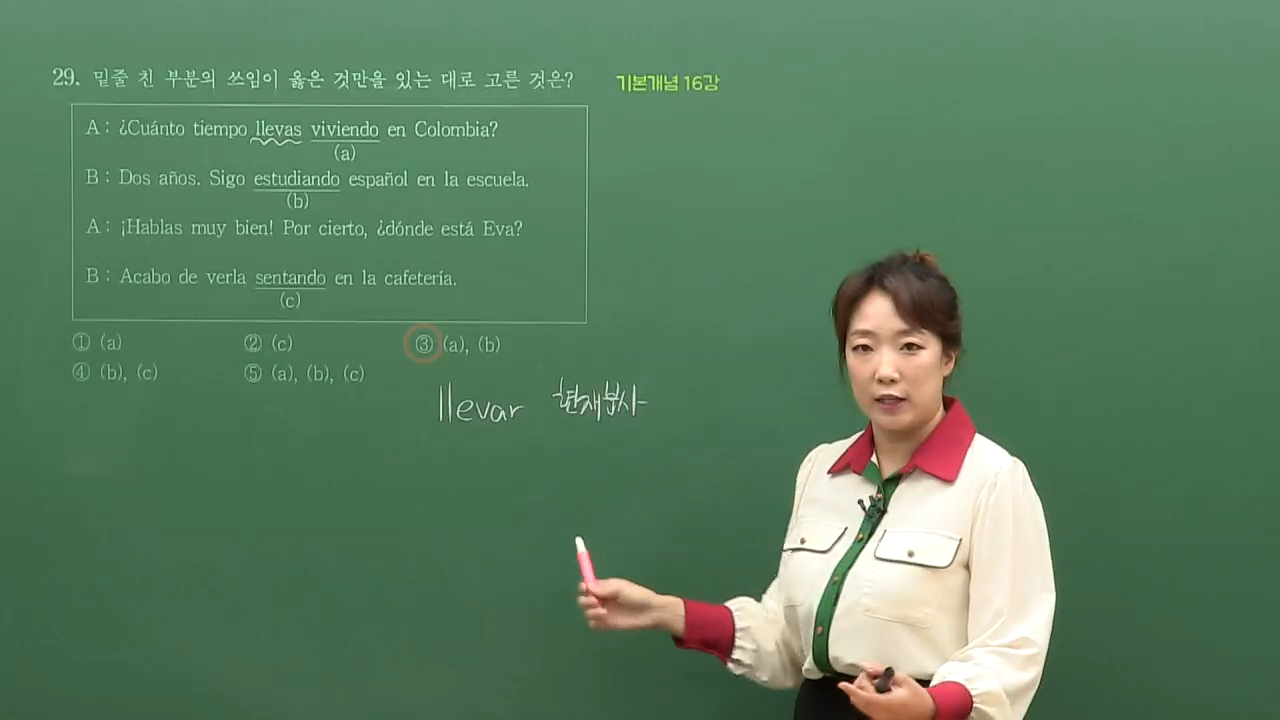 29. 밑줄 친 부분의 쓰임이 옳은 것만을 있는 대로 고른 것은?
기본개념 16강
A : ¿Cuánto tiempo llevas viviendo en Colombia?
(a)
B : Dos años. Sigo estudiando español en la escuela.
(b)
A : ¡Hablas muy bien! Por cierto, ¿dónde está Eva?
B : Acabo de verla sentando en la cafetería.
(c)
① (a) ② (c) ③ (a), (b)
④ (b), (c) ⑤ (a), (b), (c)
llevar 현재분사